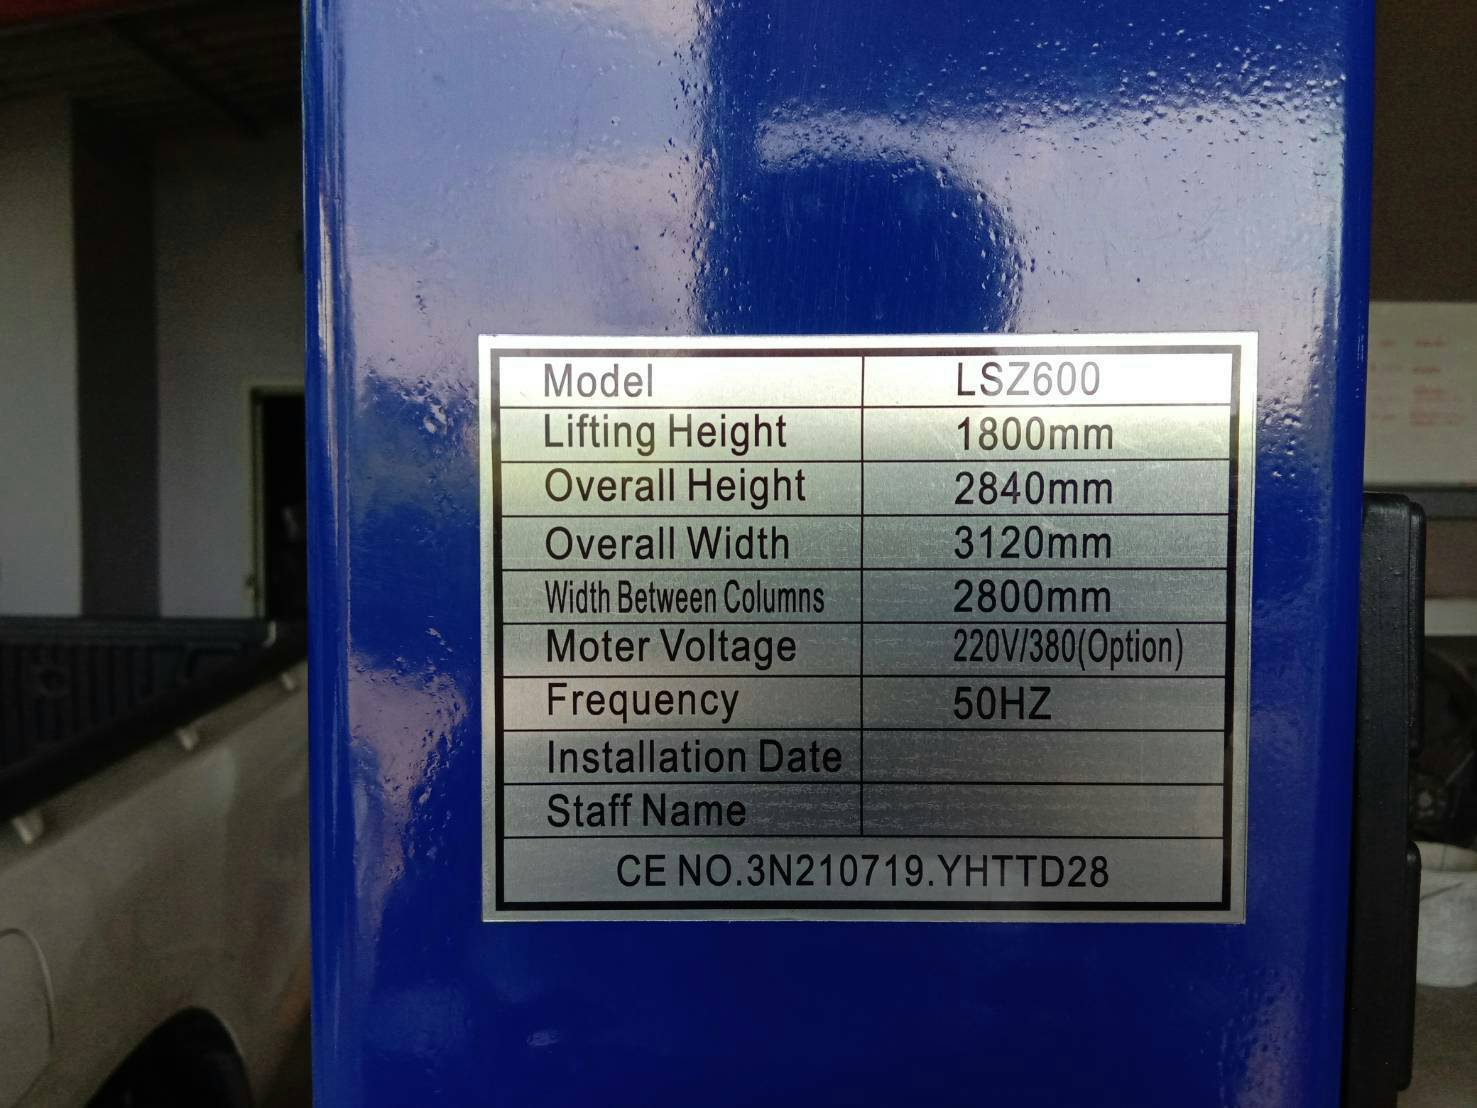 Model LSZ600
Lifting Height 1800mm
Overall Height 2840mm
Overall Width 3120mm
Width Between Columns 2800mm
Moter Voltage 220V/380(Option)
Frequency 50HZ
Installation Date
Staff Name
CE NO.3N210719.YHTTD28